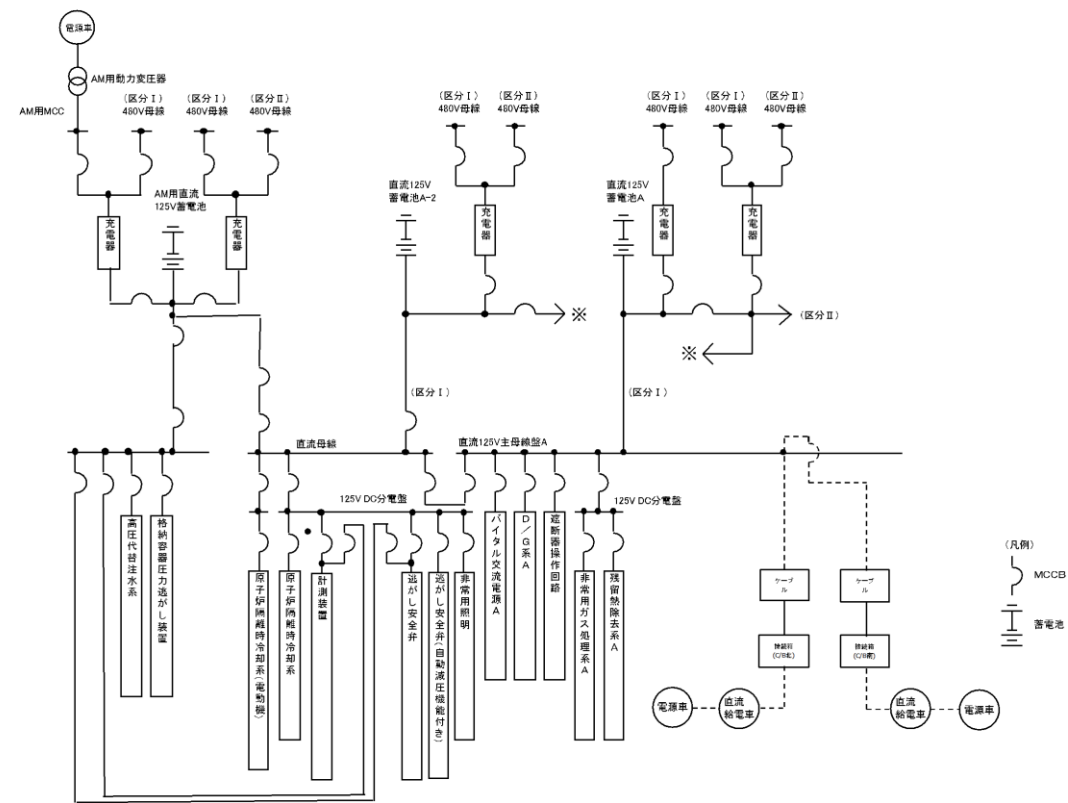 電源車
AM用動力変圧器
AM用MCC
(区分Ⅰ)
480V母線
(区分Ⅰ)
480V母線
(区分Ⅱ)
480V母線
(区分Ⅰ)
480V母線
(区分Ⅱ)
480V母線
(区分Ⅰ)
480V母線
(区分Ⅰ)
480V母線
(区分Ⅱ)
480V母線
AM用直流
125V蓄電池
直流125V
蓄電池A-2
直流125V
蓄電池A
充電器
充電器
充電器
充電器
充電器
※
(区分Ⅱ)
※
(区分Ⅰ)
(区分Ⅰ)
直流母線
直流125V主母線盤A
125V DC分電盤
125V DC分電盤
高圧代替注水系
格納容器圧力逃がし装置
原子炉隔離時冷却系(電動機)
原子炉隔離時冷却系
計測装置
逃がし安全弁
逃がし安全弁(自動減圧機能付き)
非常用照明
バイタル交流電源A
D/G系A
遮断器操作回路
非常用ガス処理系A
残留熱除去系A
ケーブ
ル
ケーブ
ル
接続箱
(C/B北)
接続箱
(C/B南)
電源車
直流
給電車
直流
給電車
電源車
(凡例)
MCCB
蓄電池